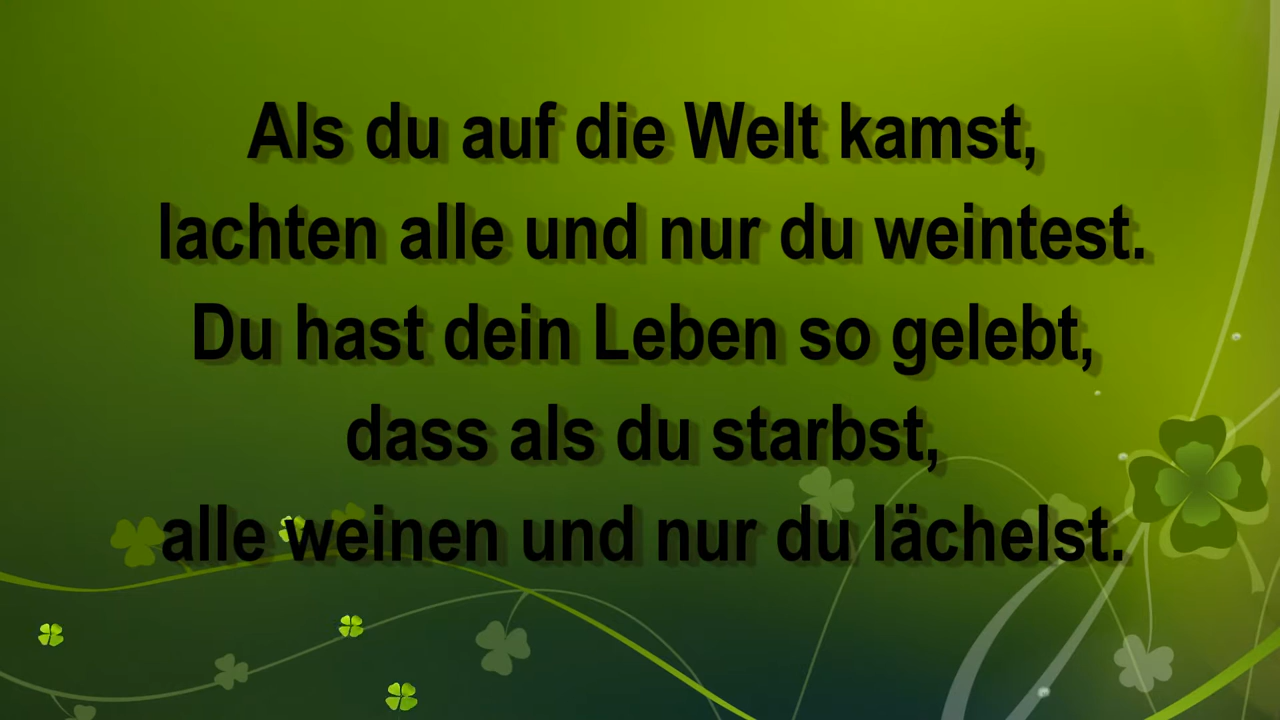 Als du auf die Welt kamst,
lachten alle und nur du weintest.
Du hast dein Leben so gelebt,
dass als du starbst,
alle weinen und nur du lächelst.